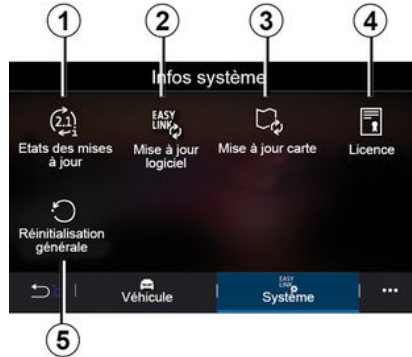 1 2 3 4
Infos système
2.1
EASY
LINK
Etats des mises
à jour
Mise à jour
logiciel
Mise à jour carte
Licence
Réinitialisation
générale
Véhicule
EASY
LINK
Système
5